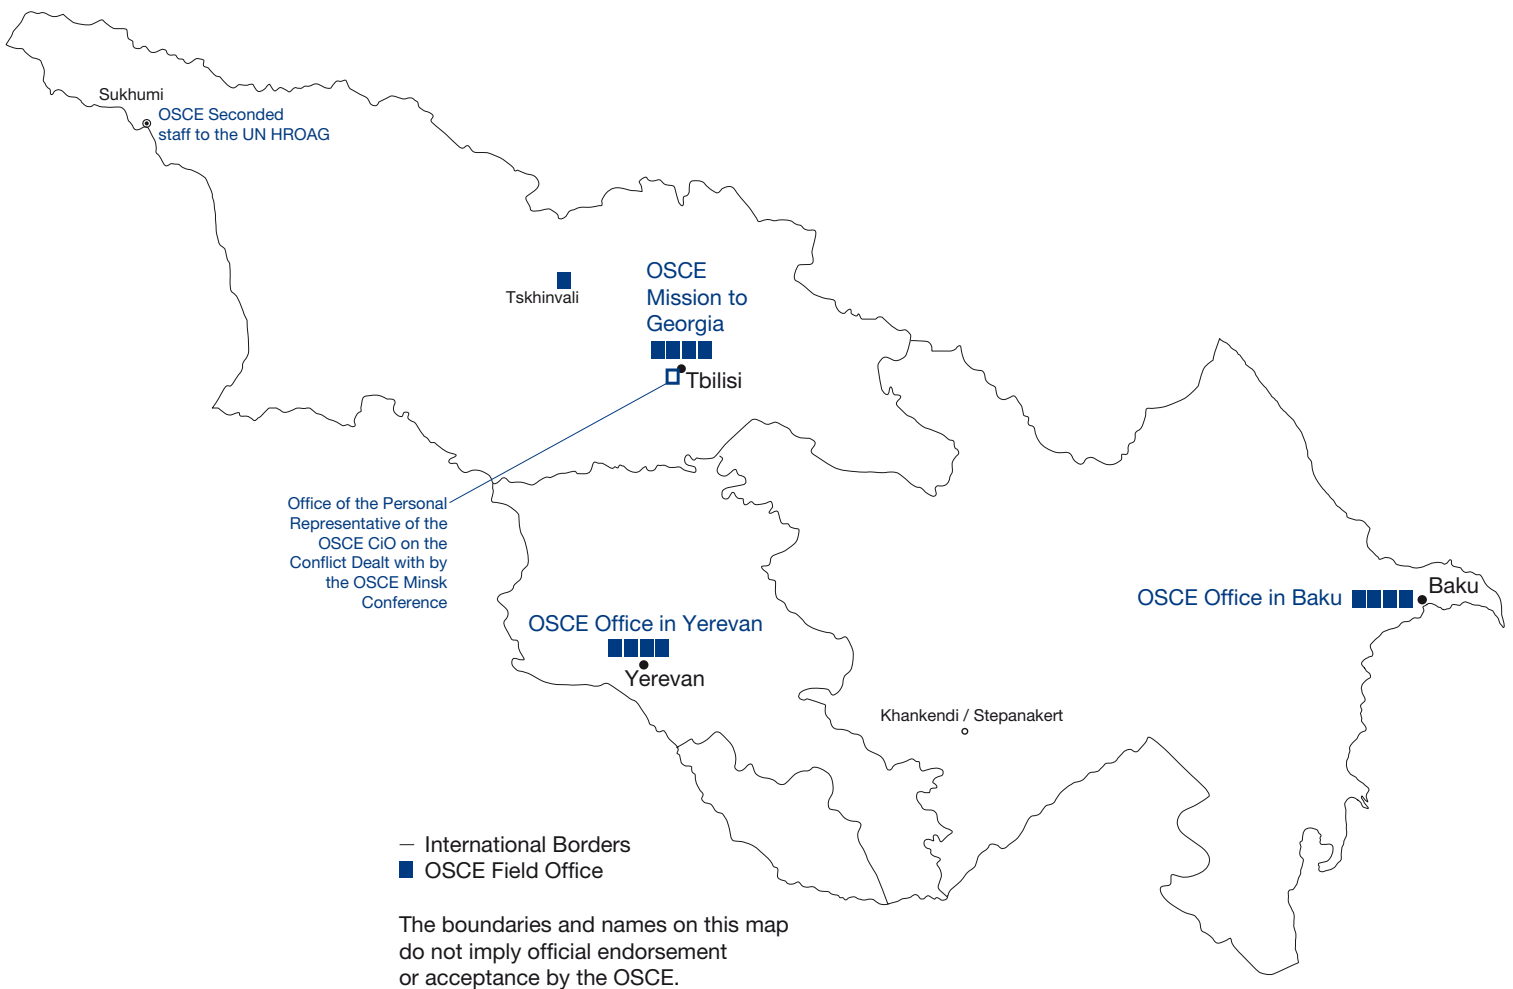 Sukhumi
OSCE Seconded
staff to the UN HROAG
Tskhinvali
OSCE
Mission to
Georgia
Tbilisi
Office of the Personal
Representative of the
OSCE CiO on the
Conflict Dealt with by
the OSCE Minsk
Conference
OSCE Office in Baku
Baku
OSCE Office in Yerevan
Yerevan
Khankendi / Stepanakert
International Borders
OSCE Field Office
The boundaries and names on this map
do not imply official endorsement
or acceptance by the OSCE.